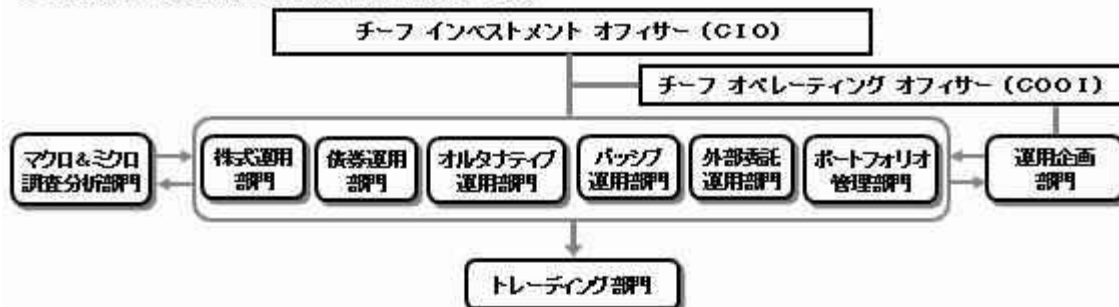 チーフ インベストメント オフィサー (CIO)
チーフ オペレーティング オフィサー (COOI)
マクロ&ミクロ
調査分析部門
株式運用
部門
債券運用
部門
オルタナティブ
運用部門
パッシブ
運用部門
外部委託
運用部門
ポートフォリオ
管理部門
運用企画
部門
トレーディング部門